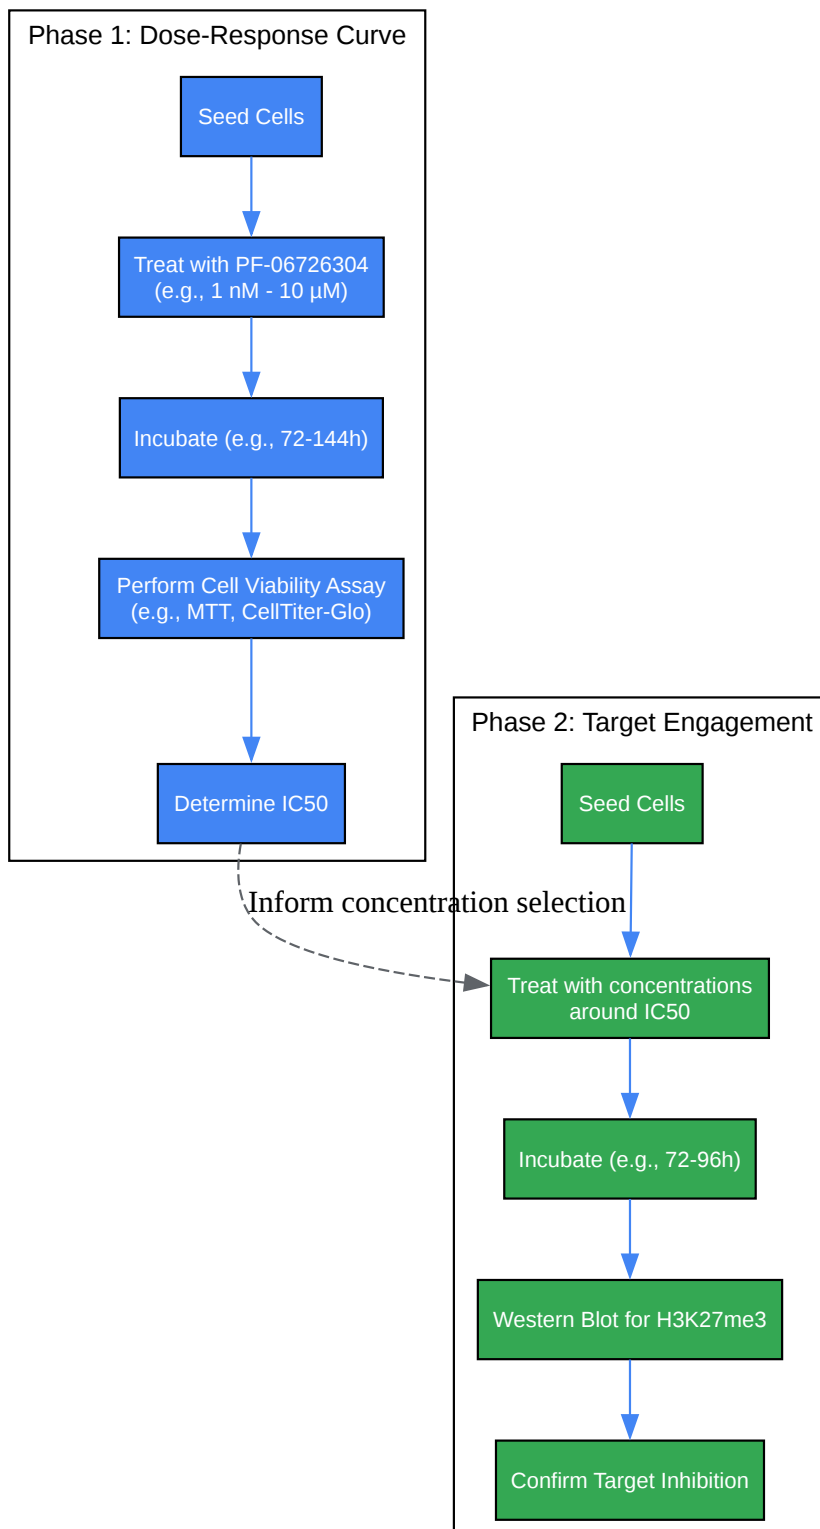 Phase 1: Dose-Response Curve
Seed Cells
Treat with PF-06726304
(e.g., 1 nM - 10 µM)
Incubate (e.g., 72-144h)
Perform Cell Viability Assay
(e.g., MTT, CellTiter-Glo)
Determine IC50
Inform concentration selection
Phase 2: Target Engagement
Seed Cells
Treat with concentrations
around IC50
Incubate (e.g., 72-96h)
Western Blot for H3K27me3
Confirm Target Inhibition